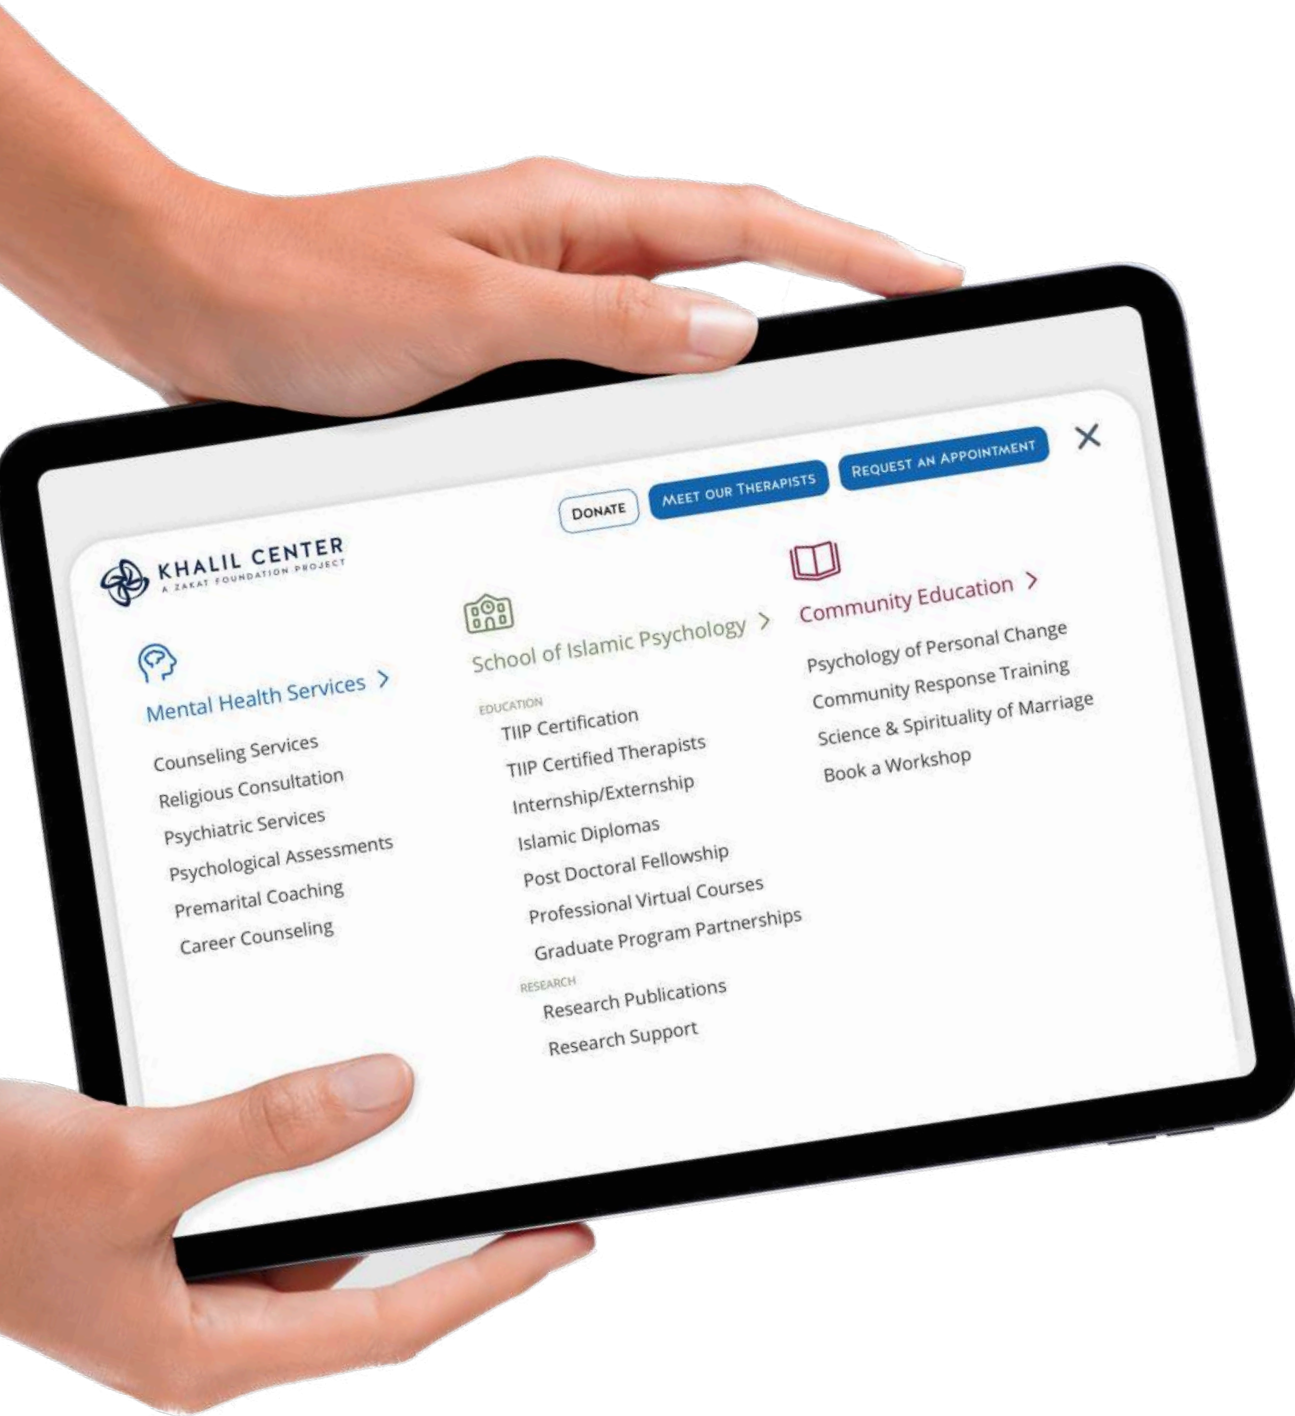 DONATE
MEET OUR THERAPISTS
REQUEST AN APPOINTMENT
KHALIL CENTER
A ZAKAT FOUNDATION PROJECT
Mental Health Services
Counseling Services
Religious Consultation
Psychiatric Services
Psychological Assessments
Premarital Coaching
Career Counseling
School of Islamic Psychology
EDUCATION
TIIP Certification
TIIP Certified Therapists
Internship/Externship
Islamic Diplomas
Post Doctoral Fellowship
Professional Virtual Courses
Graduate Program Partnerships
RESEARCH
Research Publications
Research Support
Community Education
Psychology of Personal Change
Community Response Training
Science & Spirituality of Marriage
Book a Workshop